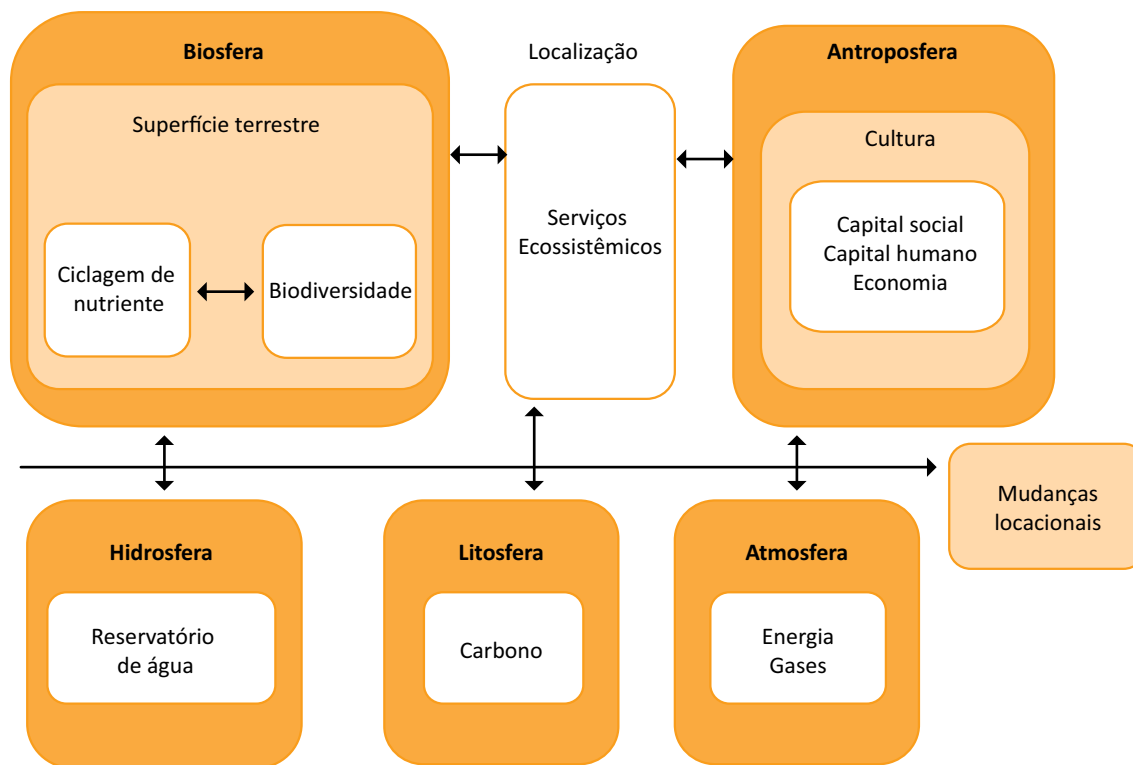 Biosfera
Superfície terrestre
Ciclagem de
nutriente
Biodiversidade
Localização
Serviços
Ecossistêmicos
Antroposfera
Cultura
Capital social
Capital humano
Economia
Mudanças
locacionais
Hidrosfera
Reservatório
de água
Litosfera
Carbono
Atmosfera
Energia
Gases